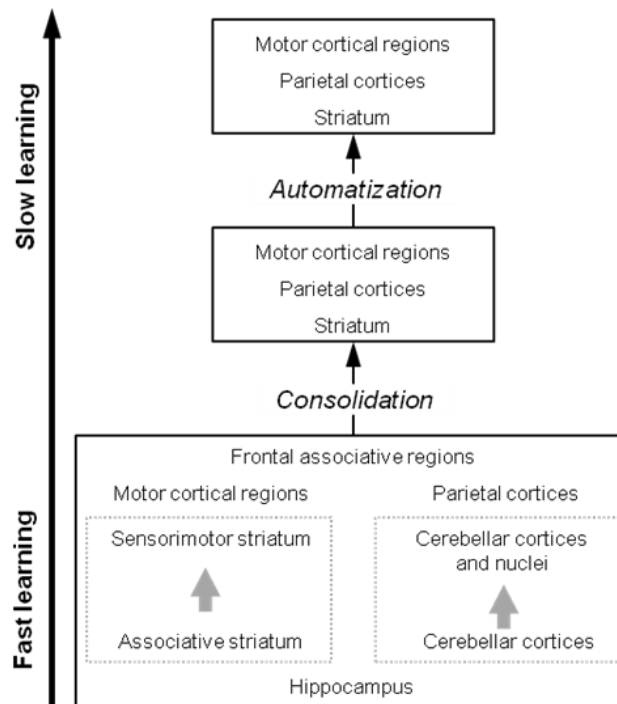 Slow learning
Fast learning
Motor cortical regions
Parietal cortices
Striatum
Automatization
Motor cortical regions
Parietal cortices
Striatum
Consolidation
Frontal associative regions
Motor cortical regions
Parietal cortices
Sensorimotor striatum
Cerebellar cortices
and nuclei
Associative striatum
Cerebellar cortices
Hippocampus